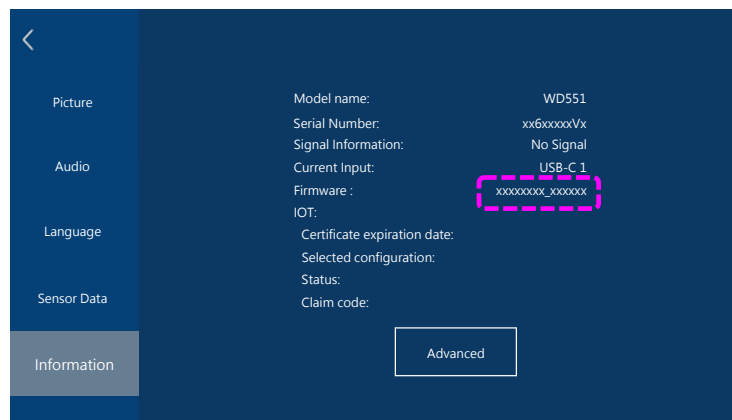 Picture
Audio
Language
Sensor Data
Information
Model name: WD551
Serial Number: xx6xxxxxVx
Signal Information: No Signal
Current Input: USB-C 1
Firmware : xxxxxxxx_xxxxxx
IOT:
Certificate expiration date:
Selected configuration:
Status:
Claim code:
Advanced